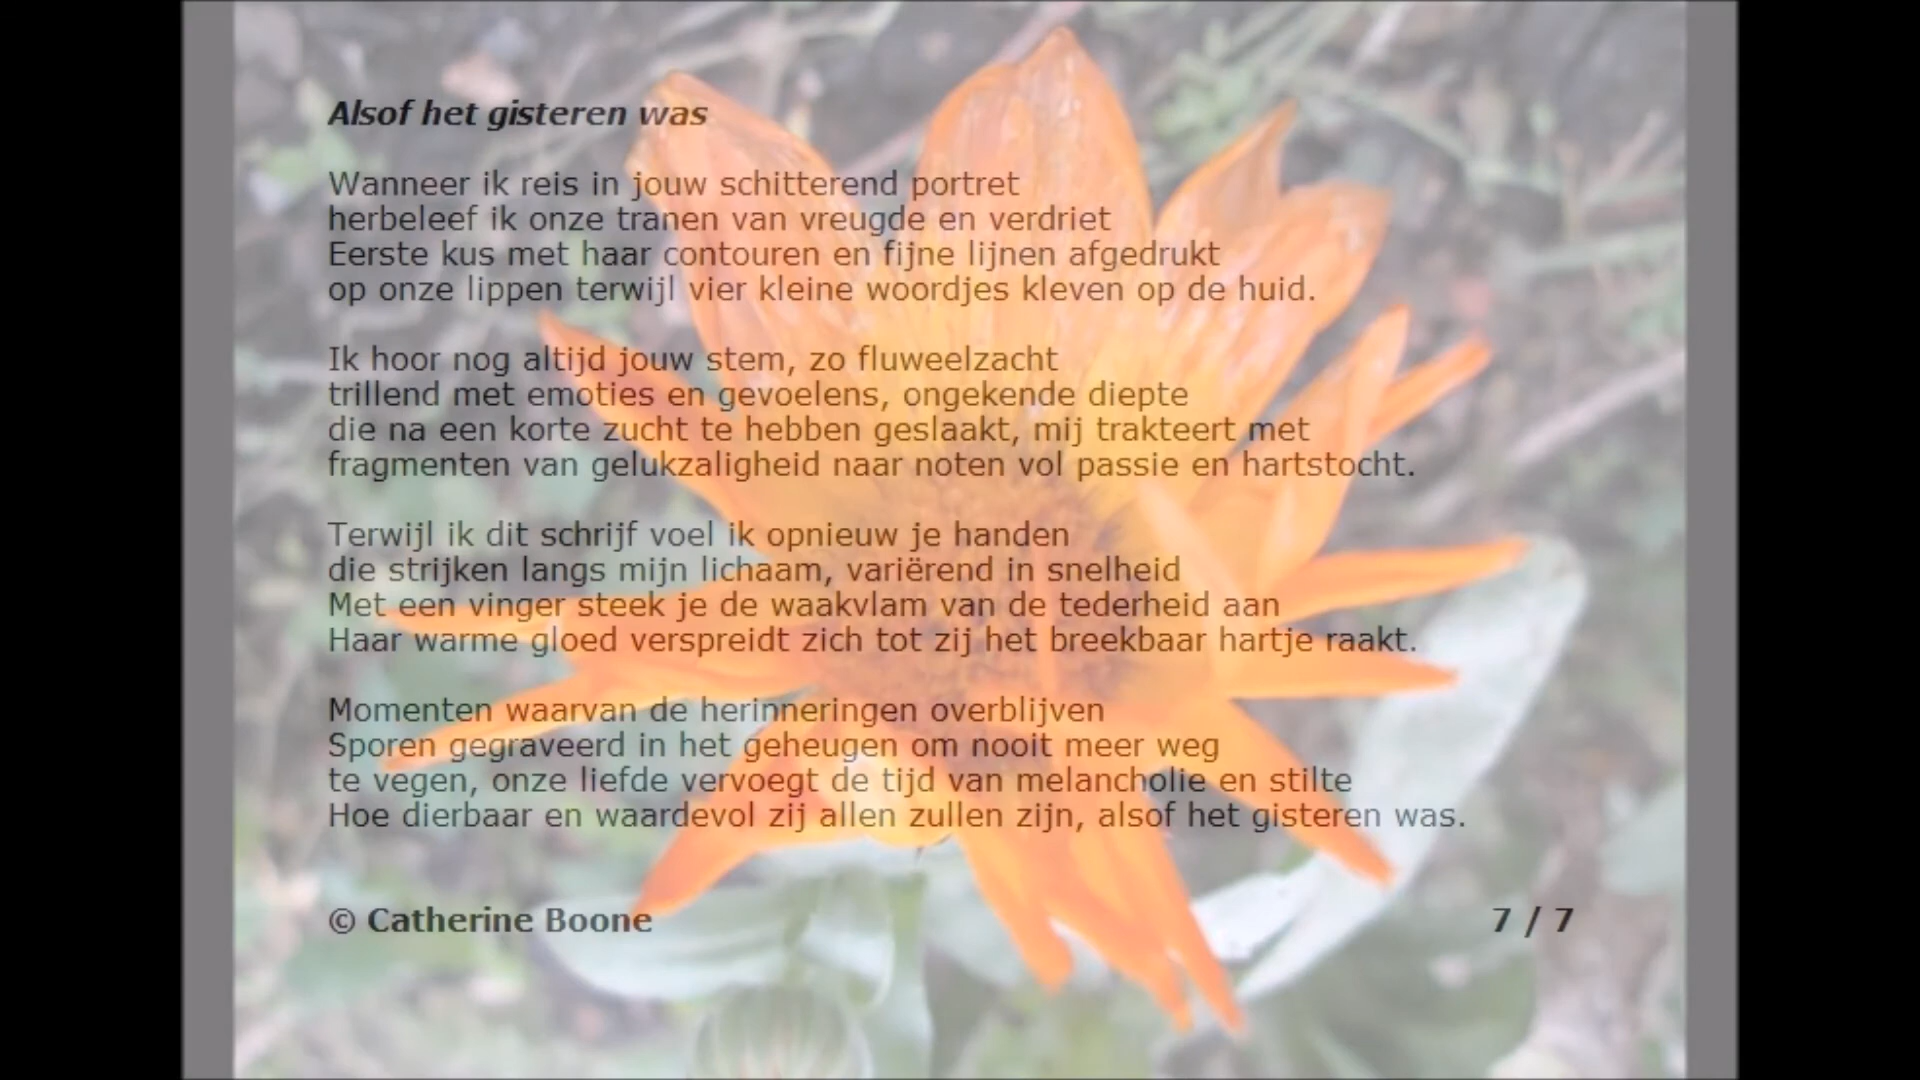 Alsof het gisteren was
Wanneer ik reis in jouw schitterend portret
herbeleef ik onze tranen van vreugde en verdriet
Eerste kus met haar contouren en fijne lijnen afgedrukt
op onze lippen terwijl vier kleine woordjes kleven op de huid.
Ik hoor nog altijd jouw stem, zo fluweelzacht
trillend met emoties en gevoelens, ongekende diepte
die na een korte zucht te hebben geslaakt, mij trakteert met
fragmenten van gelukzaligheid naar noten vol passie en hartstocht.
Terwijl ik dit schrijf voel ik opnieuw je handen
die strijken langs mijn lichaam, variërend in snelheid
Met een vinger steek je de waakvlam van de tederheid aan
Haar warme gloed verspreidt zich tot zij het breekbaar hartje raakt.
Momenten waarvan de herinneringen overblijven
Sporen gegraveerd in het geheugen om nooit meer weg
te vegen, onze liefde vervoegt de tijd van melancholie en stilte
Hoe dierbaar en waardevol zij allen zullen zijn, alsof het gisteren was.
© Catherine Boone
7 / 7